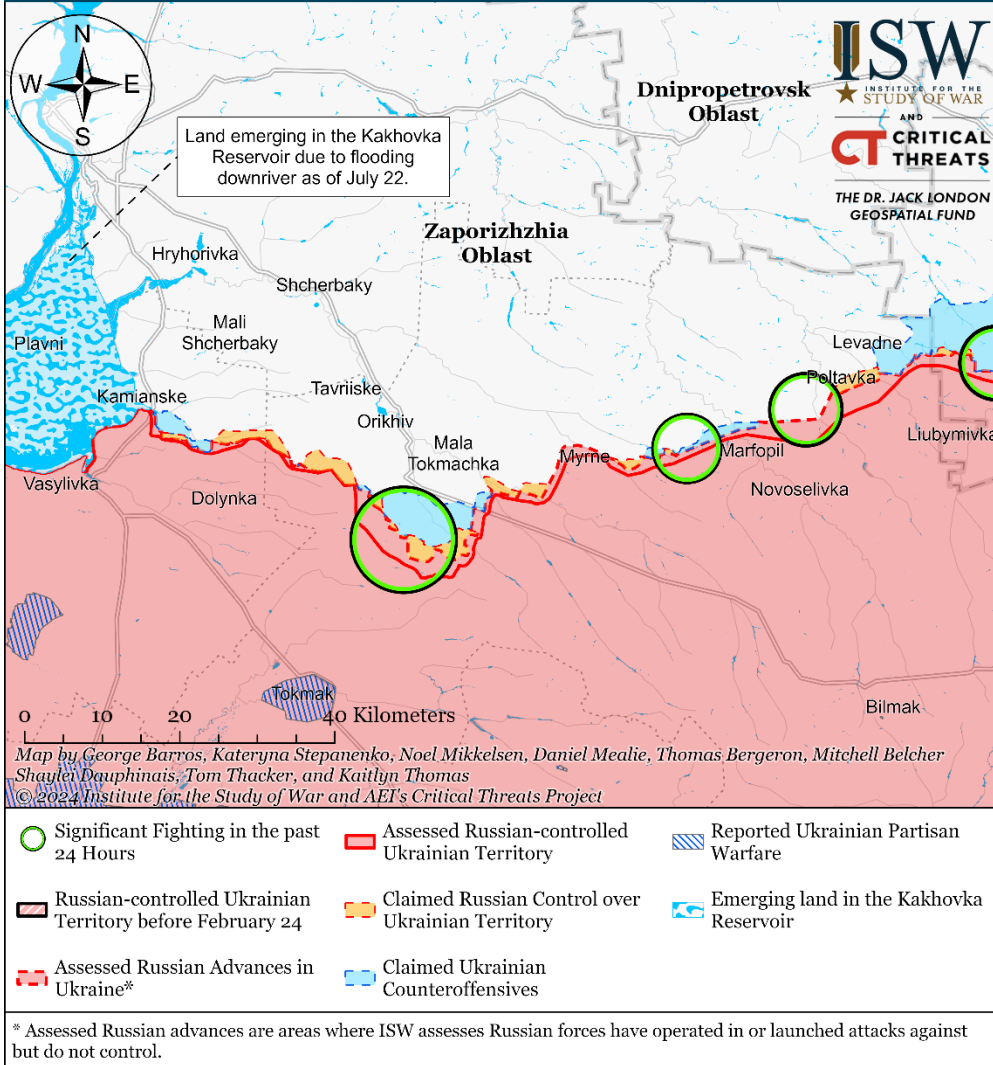 N
W
E
S
ISW
INSTITUTE FOR THE
STUDY OF WAR
AND
CT CRITICAL
THREATS
THE DR. JACK LONDON
GEOSPATIAL FUND
Dnipropetrovsk
Oblast
Land emerging in the Kakhovka
Reservoir due to flooding
downriver as of July 22.
Zaporizhzhia
Oblast
Hryhorivka
Shcherbaky
Mali
Shcherbaky
Plavni
Levadne
Poltavka
Tavriiske
Kamianske
Orikhiv
Liubymivka
Mala
Tokmachka
Myrne
Marfopil
Vasylivka
Dolynka
Novoselivka
Tokmak
Bilmak
0 10 20 40 Kilometers
Map by George Barros, Kateryna Stepanenko, Noel Mikkelsen, Daniel Mealie, Thomas Bergeron, Mitchell Belcher
Shaylei Dauphinais, Tom Thacker, and Kaitlyn Thomas
© 2024 Institute for the Study of War and AEI's Critical Threats Project
Significant Fighting in the past
24 Hours
Russian-controlled Ukrainian
Territory before February 24
Assessed Russian Advances in
Ukraine*
Assessed Russian-controlled
Ukrainian Territory
Claimed Russian Control over
Ukrainian Territory
Claimed Ukrainian
Counteroffensives
Reported Ukrainian Partisan
Warfare
Emerging land in the Kakhovka
Reservoir
* Assessed Russian advances are areas where ISW assesses Russian forces have operated in or launched attacks against
but do not control.